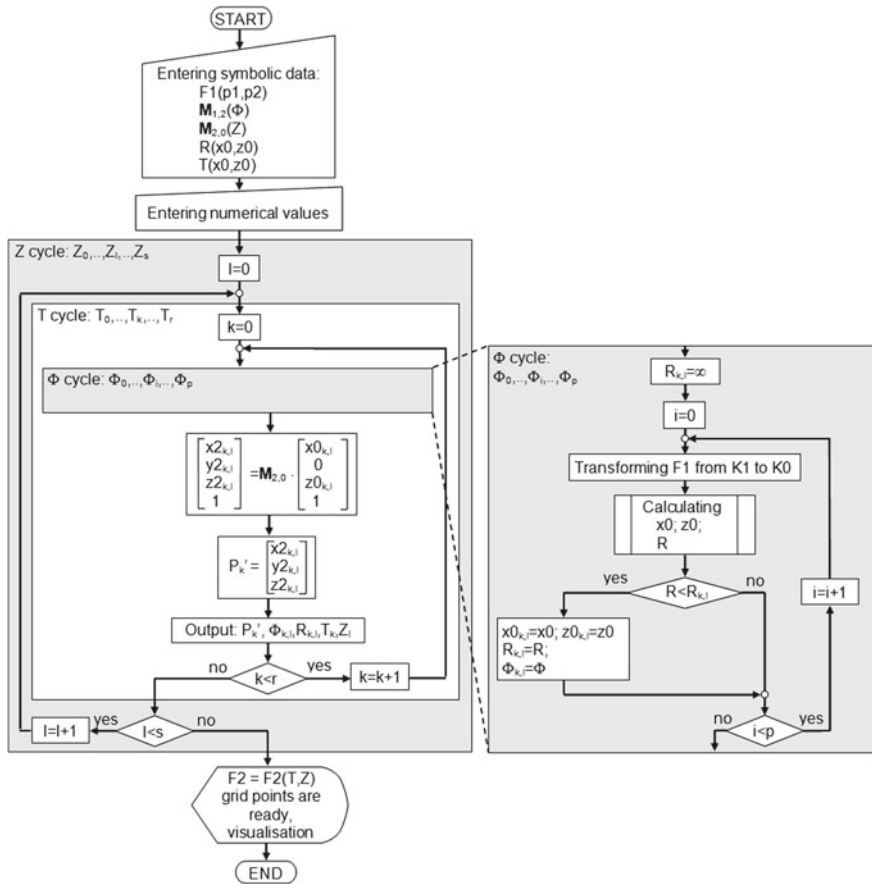 START
Entering symbolic data:
F1(p1,p2)
M1,2(Φ)
M2,0(Z)
R(x0,z0)
T(x0,z0)
Entering numerical values
Z cycle: Z0,..,Zl,..,Zs
l=0
T cycle: T0,..,Tk,..,Tr
k=0
Φ cycle: Φ0,..,Φi,..,Φp
x2k,l
y2k,l
z2k,l
1
=M2,0 ·
x0k,l
0
z0k,l
1
Pk'=
x2k,l
y2k,l
z2k,l
Output: Pk', Φk,l,Rk,l,Tk,Zl
no
k<r
yes
k=k+1
l=l+1
yes
l<s
no
F2 = F2(T,Z)
grid points are
ready,
visualisation
END
Φ cycle:
Φ0,..,Φi,..,Φp
Rk,l=∞
i=0
Transforming F1 from K1 to K0
Calculating
x0; z0;
R
yes
R<Rk,l
no
i=i+1
x0k,l=x0; z0k,l=z0
Rk,l=R;
Φk,l=Φ
no
i<p
yes